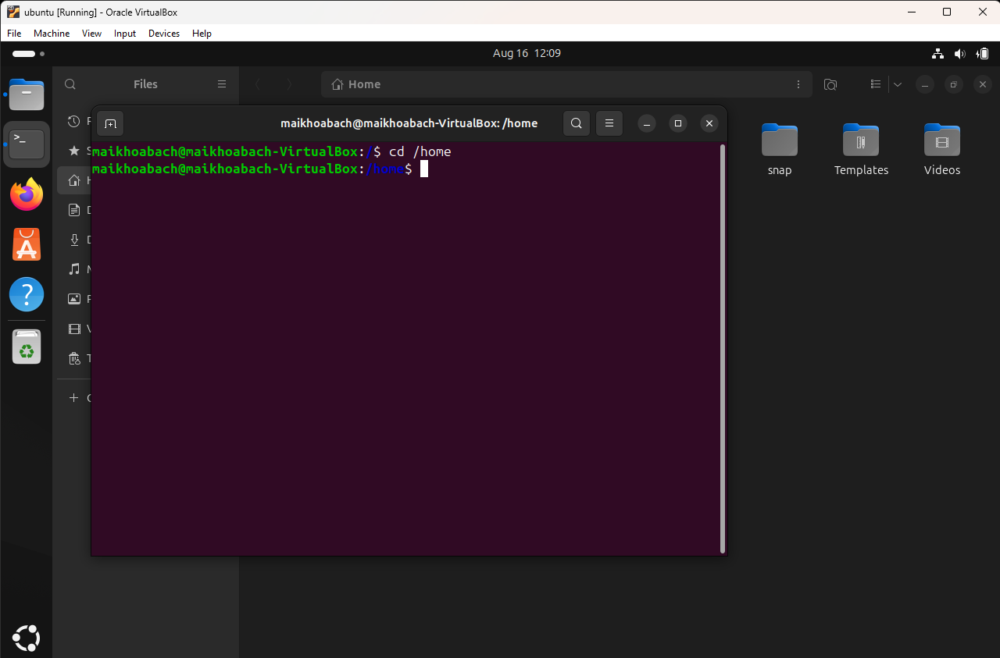 ubuntu [Running] - Oracle VirtualBox
File Machine View Input Devices Help
Aug 16 12:09
Files
Home
maikhoabach@maikhoabach-VirtualBox: /home
maikhoabach@maikhoabach-VirtualBox:/$ cd /home
maikhoabach@maikhoabach-VirtualBox:/home$
snap
Templates
Videos